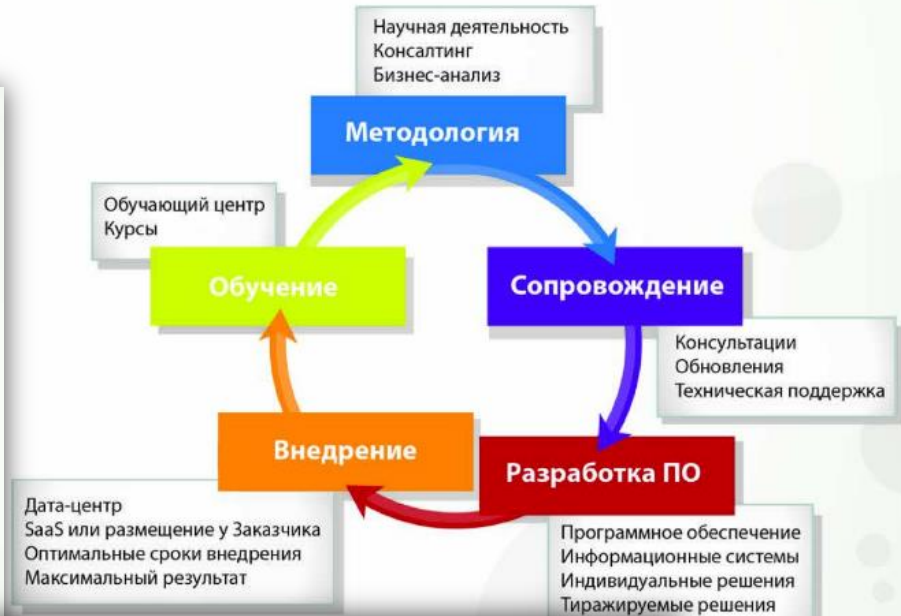 Научная деятельность
Консалтинг
Бизнес-анализ
Методология
Обучающий центр
Курсы
Обучение
Сопровождение
Консультации
Обновления
Техническая поддержка
Внедрение
Разработка ПО
Дата-центр
SaaS или размещение у Заказчика
Оптимальные сроки внедрения
Максимальный результат
Программное обеспечение
Информационные системы
Индивидуальные решения
Тиражируемые решения